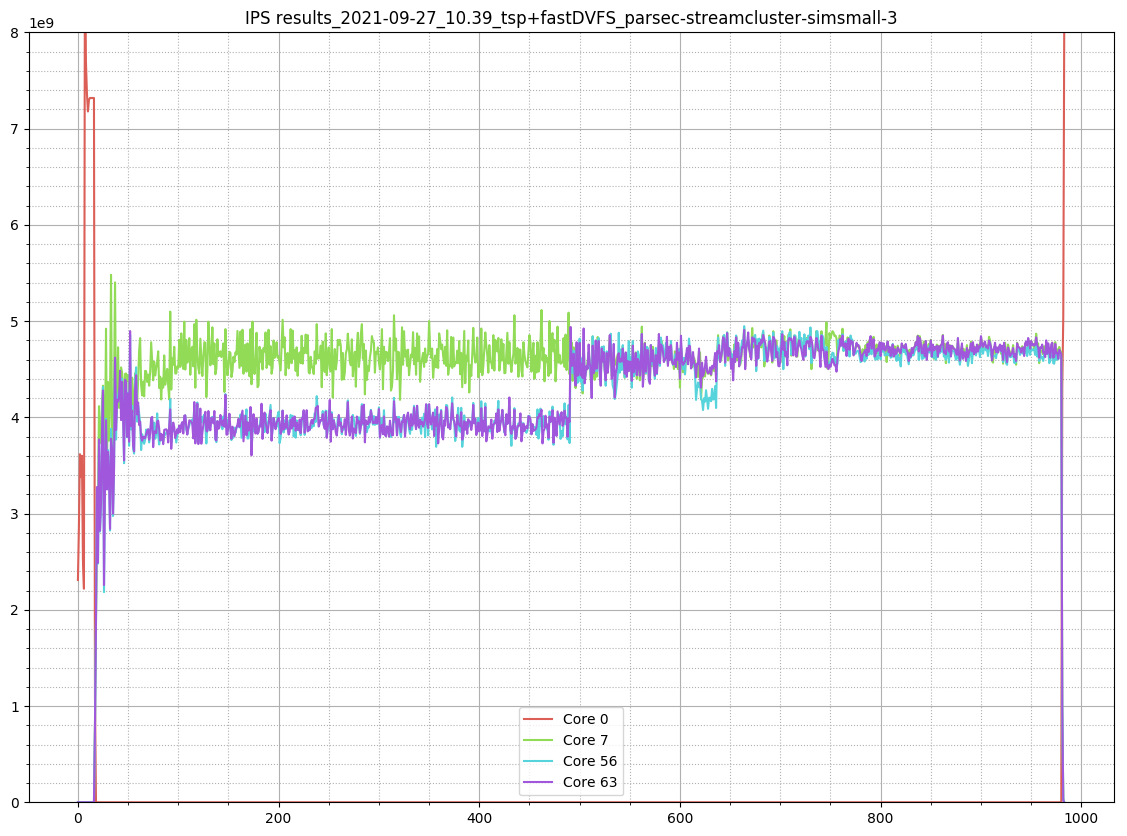 IPS results_2021-09-27_10.39_tsp+fastDVFS_parsec-streamcluster-simsmall-3
1e9
8
7
6
5
4
3
2
1
0
0 200 400 600 800 1000
Core 0
Core 7
Core 56
Core 63